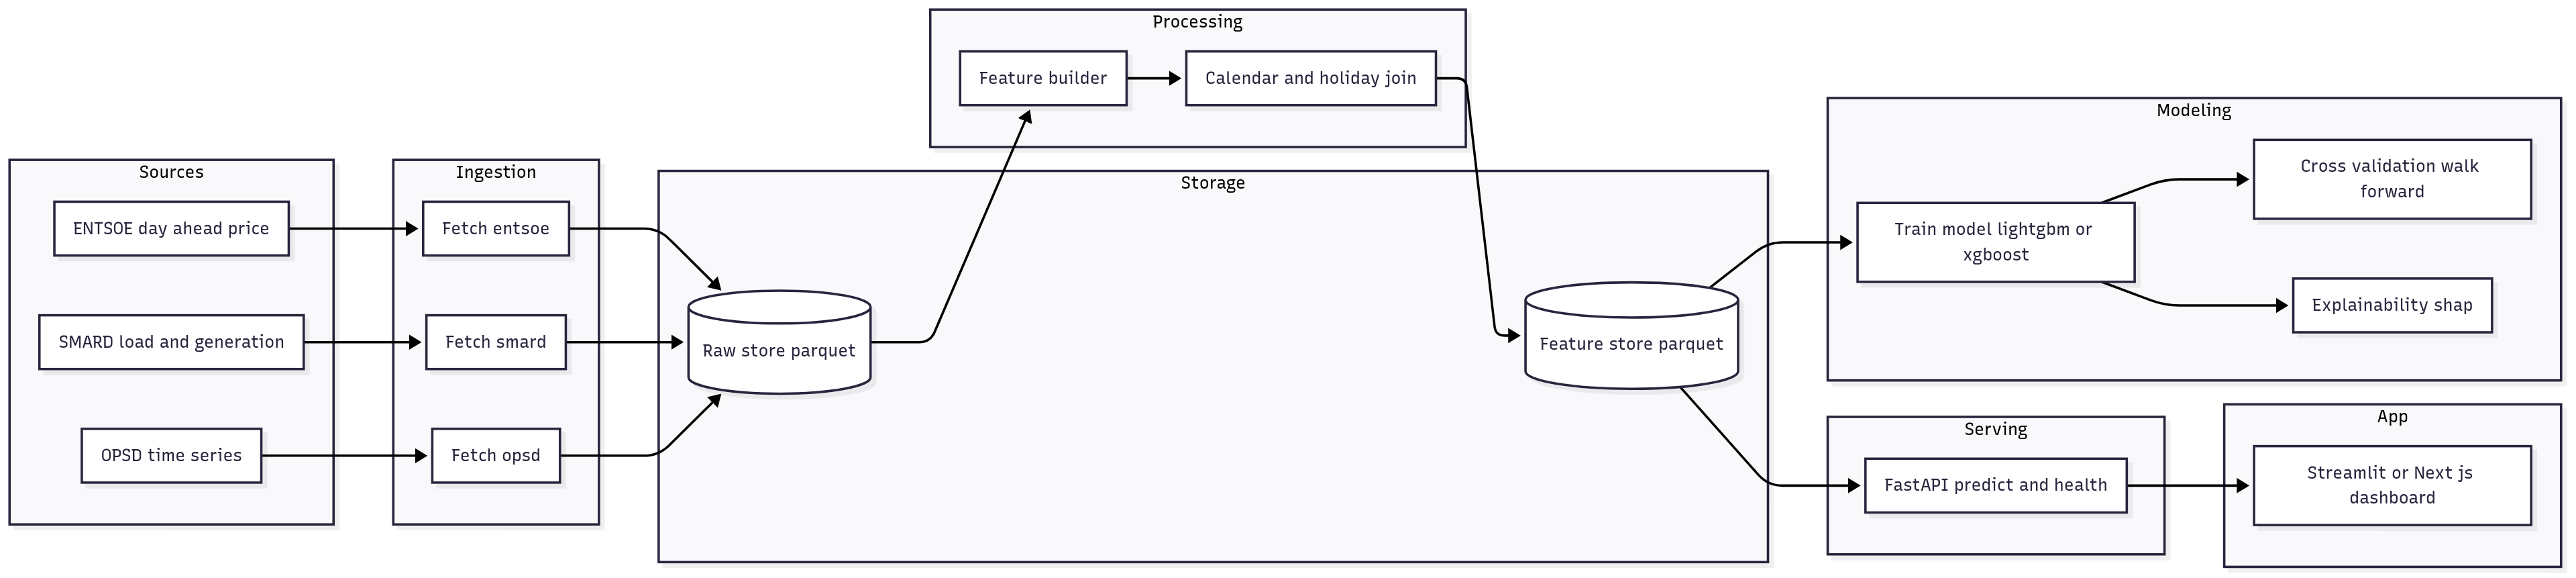 Sources
ENTSOE day ahead price
SMARD load and generation
OPSD time series
Ingestion
Fetch entsoe
Fetch smard
Fetch opsd
Storage
Raw store parquet
Feature store parquet
Processing
Feature builder
Calendar and holiday join
Modeling
Train model lightgbm or
xgboost
Cross validation walk
forward
Explainability shap
Serving
FastAPI predict and health
App
Streamlit or Next js
dashboard